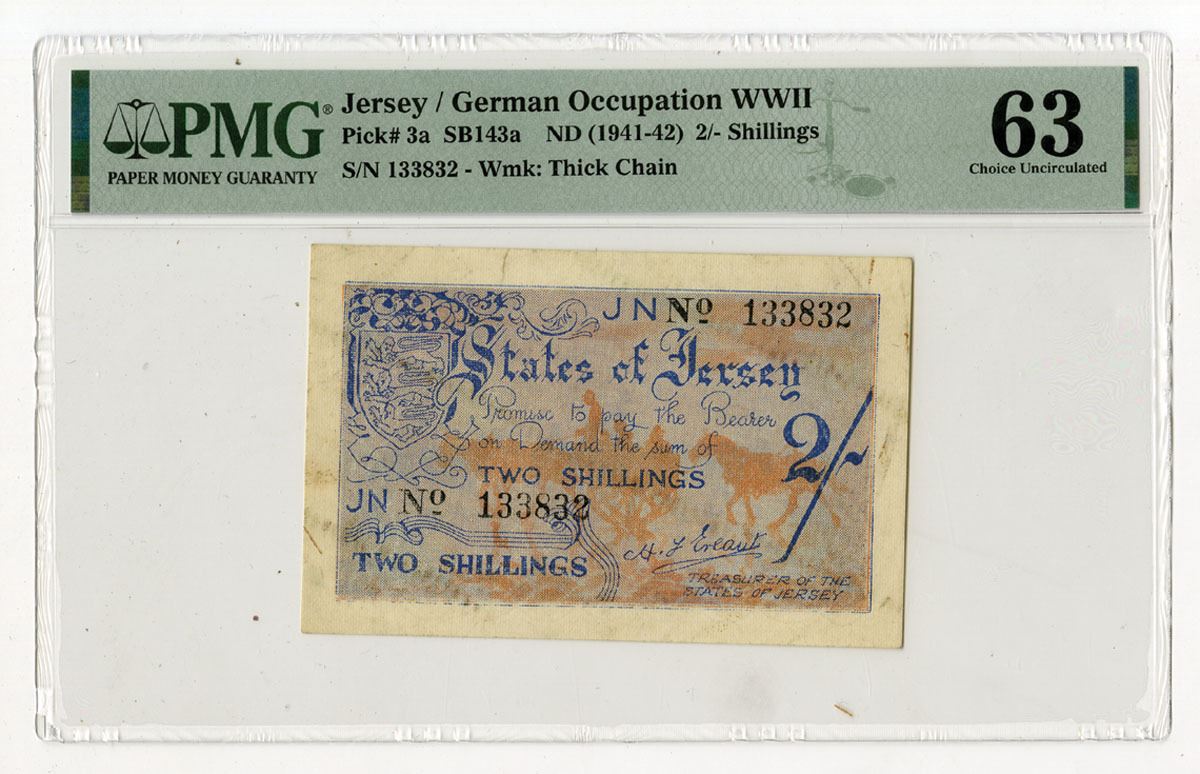 PMG®
PAPER MONEY GUARANTY
Jersey / German Occupation WWII
Pick# 3a SB143a ND (1941-42) 2/- Shillings
S/N 133832 - Wmk: Thick Chain
63
Choice Uncirculated
JN Nº 133832
States of Jersey
Promise to pay the Bearer
on Demand the sum of
2/-
TWO SHILLINGS
JN Nº 133832
TWO SHILLINGS
H. F. Ereaut
TREASURER OF THE
STATES OF JERSEY